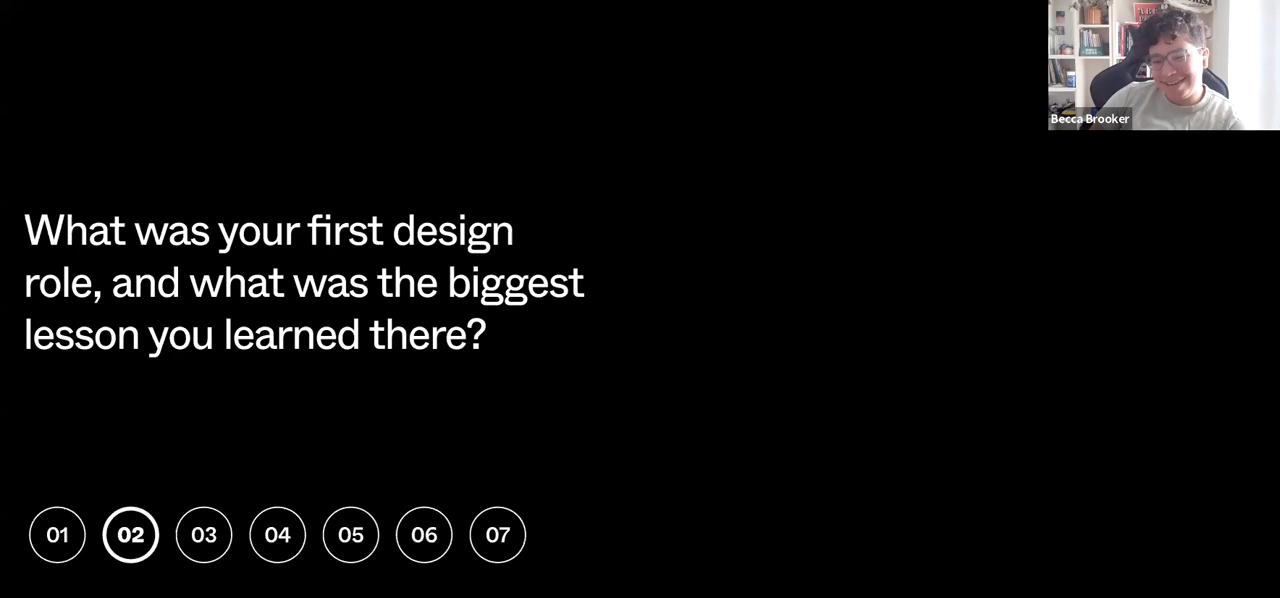 Becca Brooker
What was your first design
role, and what was the biggest
lesson you learned there?
01 02 03 04 05 06 07